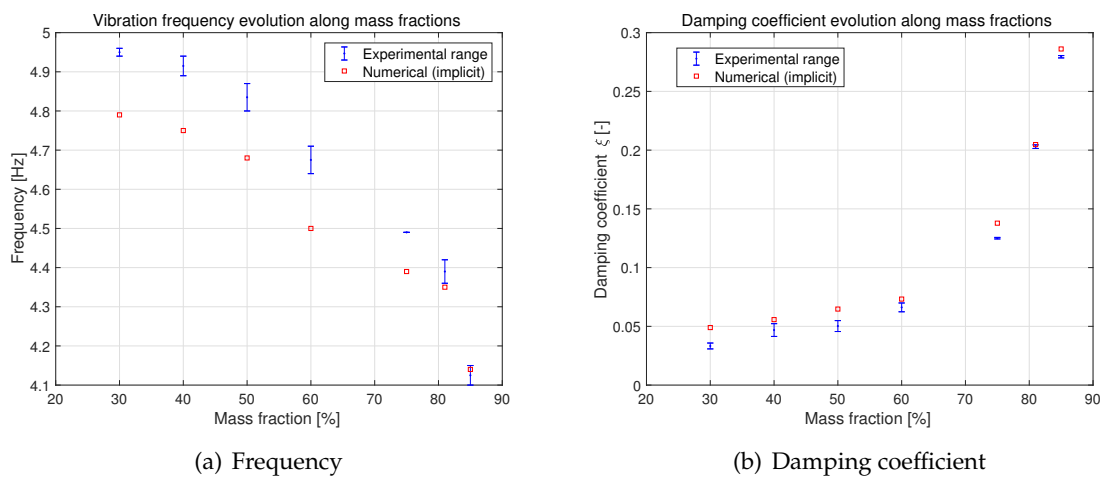 Vibration frequency evolution along mass fractions
5
4.9
4.8
4.7
4.6
4.5
4.4
4.3
4.2
4.1
Frequency [Hz]
Experimental range
Numerical (implicit)
20 30 40 50 60 70 80 90
Mass fraction [%]
(a) Frequency
Damping coefficient evolution along mass fractions
0.3
0.25
0.2
0.15
0.1
0.05
0
Damping coefficient ξ [-]
Experimental range
Numerical (implicit)
20 30 40 50 60 70 80 90
Mass fraction [%]
(b) Damping coefficient